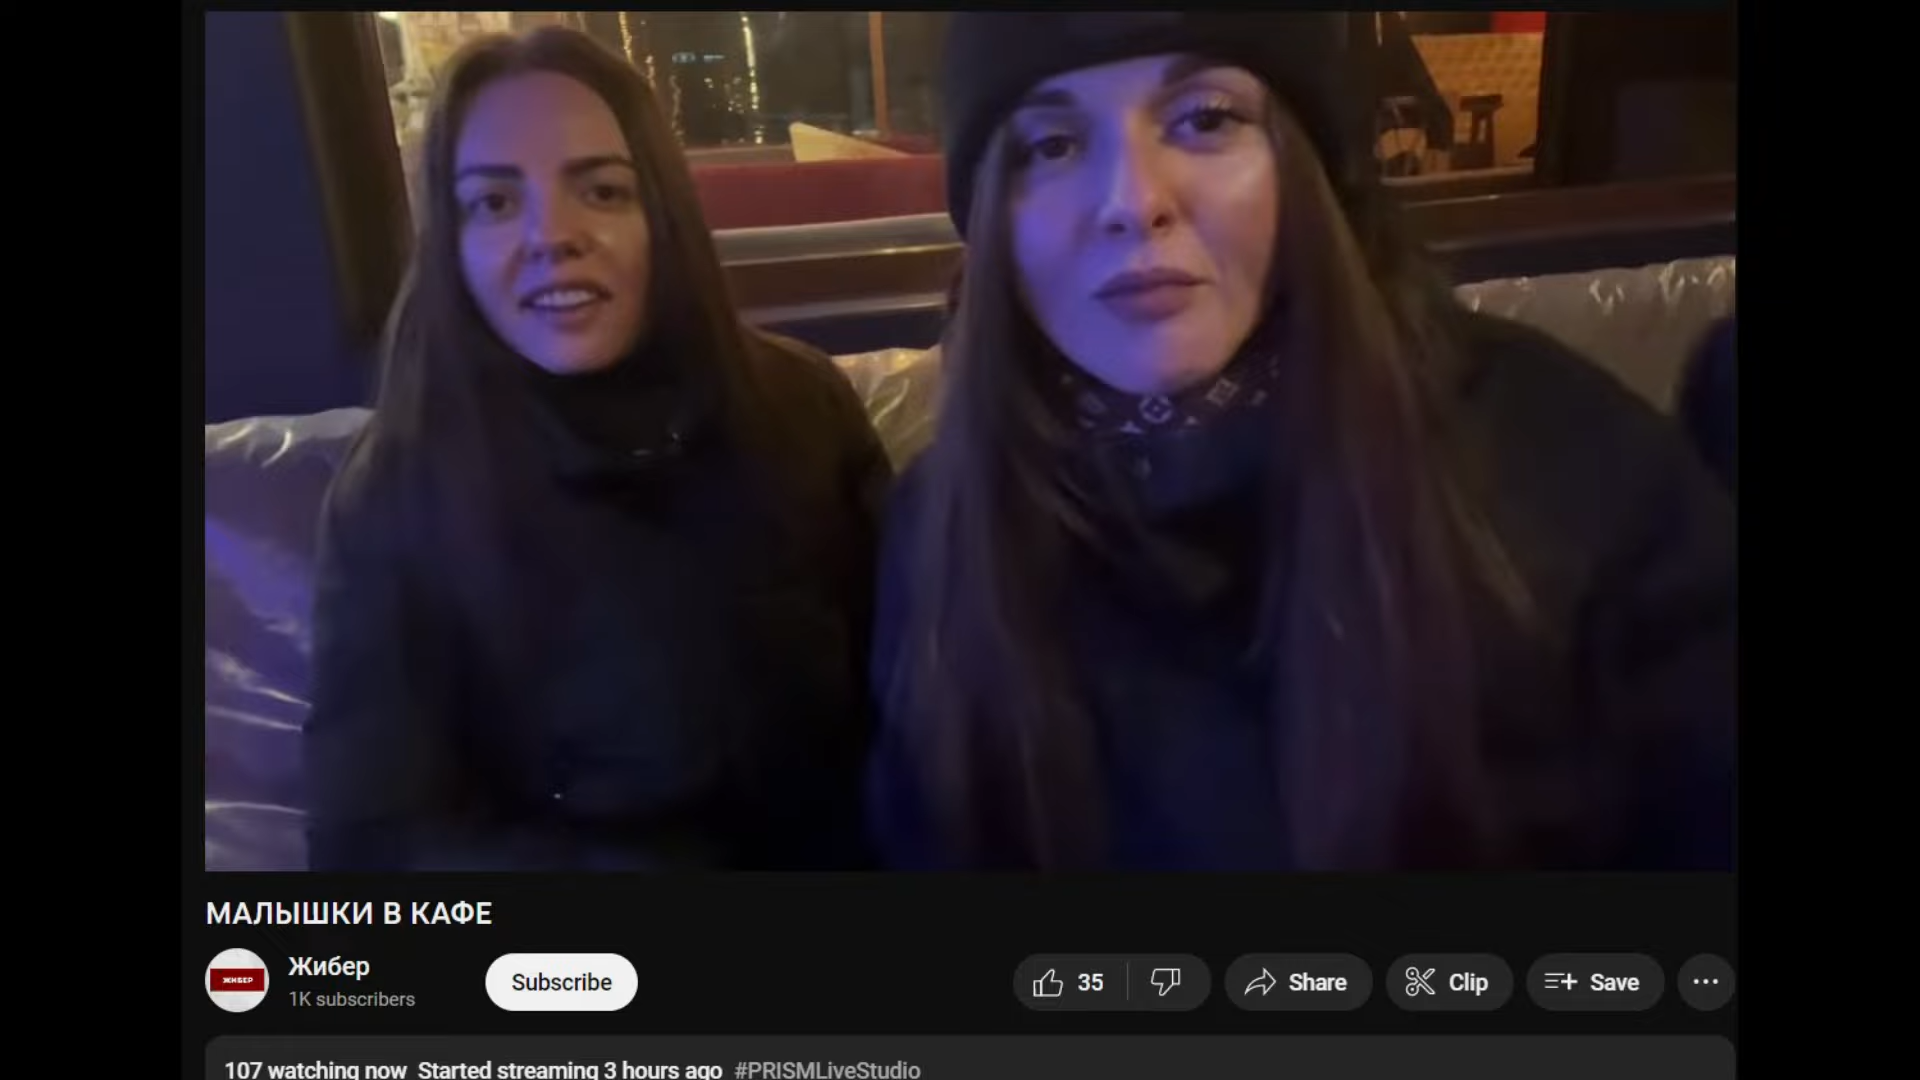 МАЛЫШКИ В КАФЕ
ЖИБЕР
Жибер
1K subscribers
Subscribe
35
Share
Clip
Save
107 watching now Started streaming 3 hours ago #PRISMLiveStudio